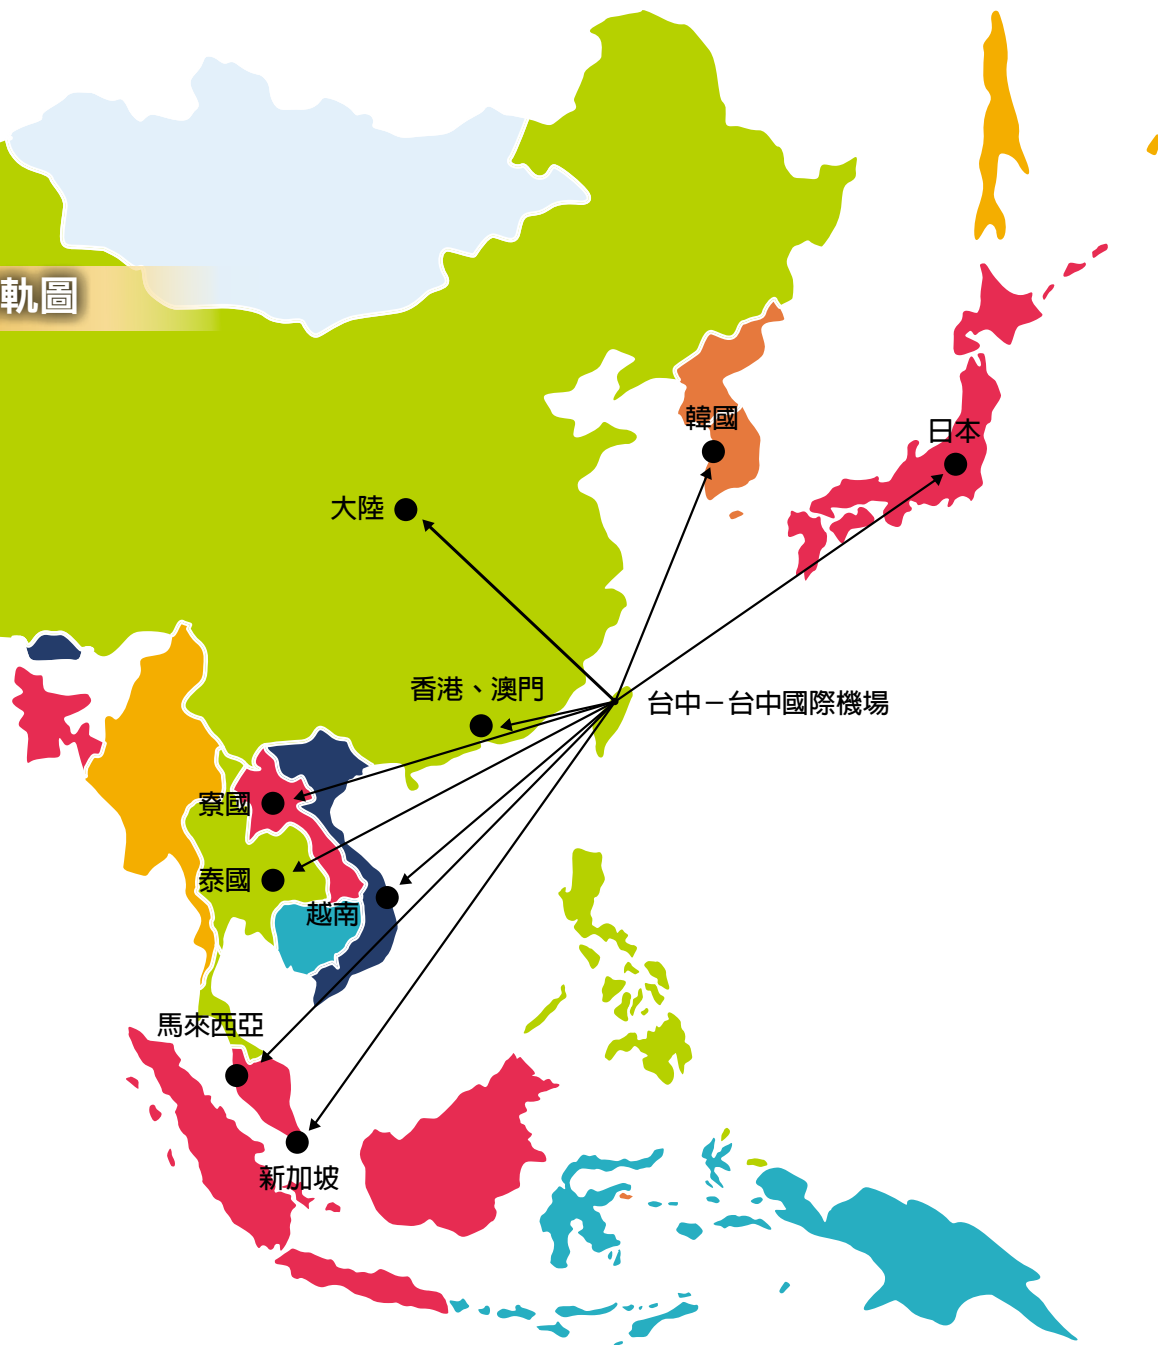 軌圖
韓國
日本
大陸
香港、澳門
台中－台中國際機場
寮國
泰國
越南
馬來西亞
新加坡